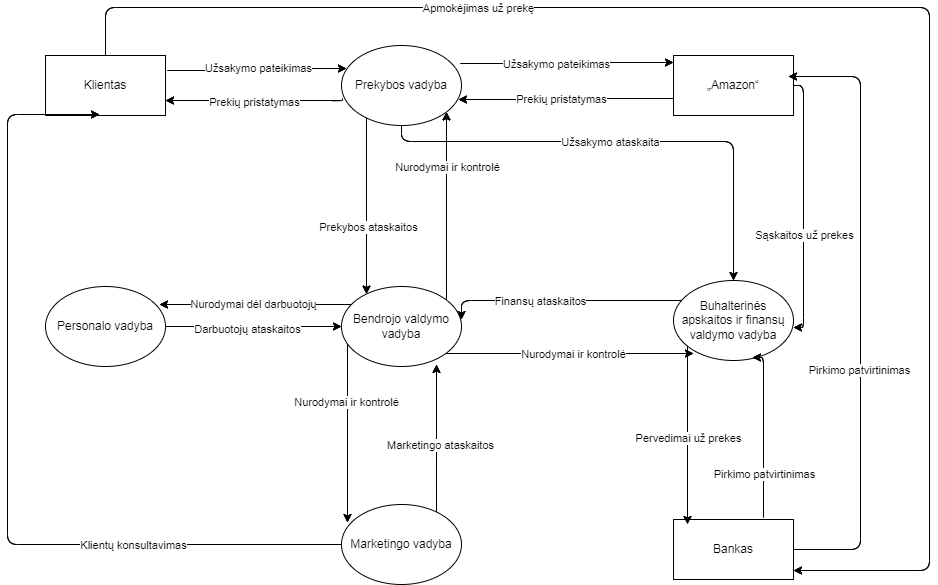 Apmokėjimas už prekę
Klientas
Užsakymo pateikimas
Prekybos vadyba
Užsakymo pateikimas
„Amazon“
Prekių pristatymas
Prekių pristatymas
Užsakymo ataskaita
Nurodymai ir kontrolė
Prekybos ataskaitos
Sąskaitos už prekes
Nurodymai dėl darbuotojų
Finansų ataskaitos
Personalo vadyba
Darbuotojų ataskaitos
Bendrojo valdymo
vadyba
Buhalterinės
apskaitos ir finansų
valdymo vadyba
Nurodymai ir kontrolė
Pirkimo patvirtinimas
Nurodymai ir kontrolė
Marketingo ataskaitos
Pervedimai už prekes
Pirkimo patvirtinimas
Klientų konsultavimas
Marketingo vadyba
Bankas